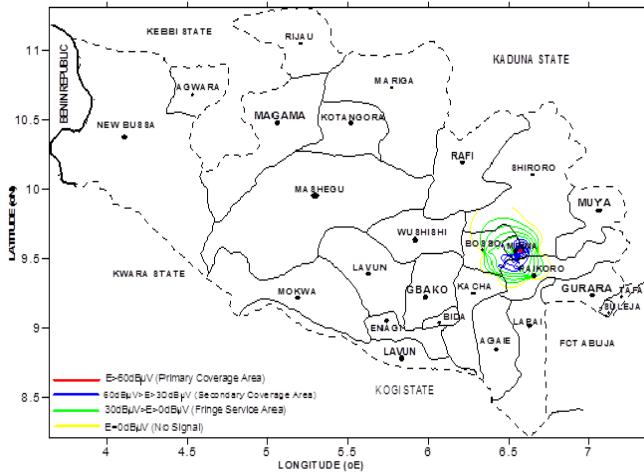 KEBBI STATE
RIJAU
11
KADUNA STATE
BENIN REPUBLIC
AGWARA
MARIGA
10.5
NEW BUSSA
MAGAMA
KOTANGORA
RAFI
SHIRORO
10
MASHEGU
MUYA
LATITUDE (oN)
WUSHISHI
BOSSO
MINNA
9.5
KWARA STATE
LAVUN
PAIKORO
MOKWA
GBAKO
KACHA
GURARA
TAFA
SULEJA
9
ENAGI
BIDA
LAPAI
AGAIE
FCT ABUJA
LAVUN
KOGI STATE
E>60dBµV (Primary Coverage Area)
60dBµV>E>30dBµV (Secondary Coverage Area)
8.5
30dBµV>E>0dBµV (Fringe Service Area)
E=0dBµV (No Signal)
4 4.5 5 5.5 6 6.5 7
LONGITUDE (oE)